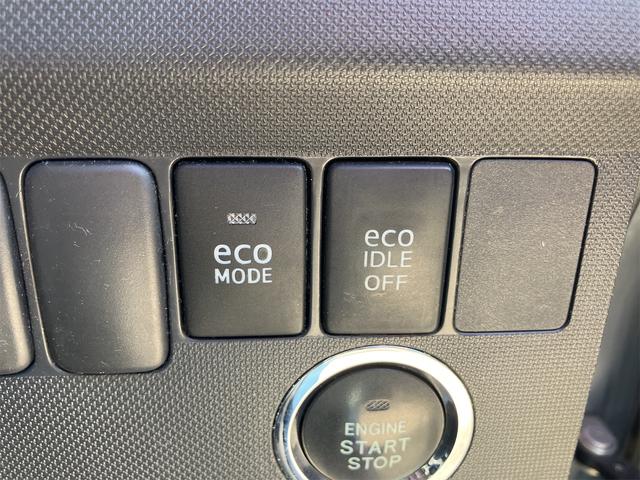 eco
MODE
eco
IDLE
OFF
ENGINE
START
STOP